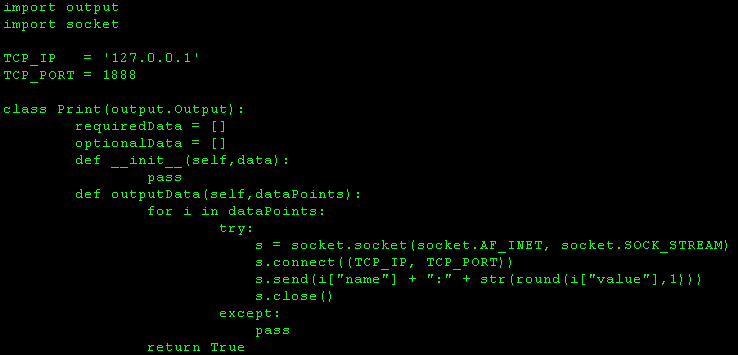 import output
import socket

TCP_IP   = '127.0.0.1'
TCP_PORT = 1888

class Print(output.Output):
        requiredData = []
        optionalData = []
        def __init__(self,data):
                pass
        def outputData(self,dataPoints):
                for i in dataPoints:
                        try:
                            s = socket.socket(socket.AF_INET, socket.SOCK_STREAM)
                            s.connect((TCP_IP, TCP_PORT))
                            s.send(i["name"] + ":" + str(round(i["value"],1)))
                            s.close()
                        except:
                            pass
                return True